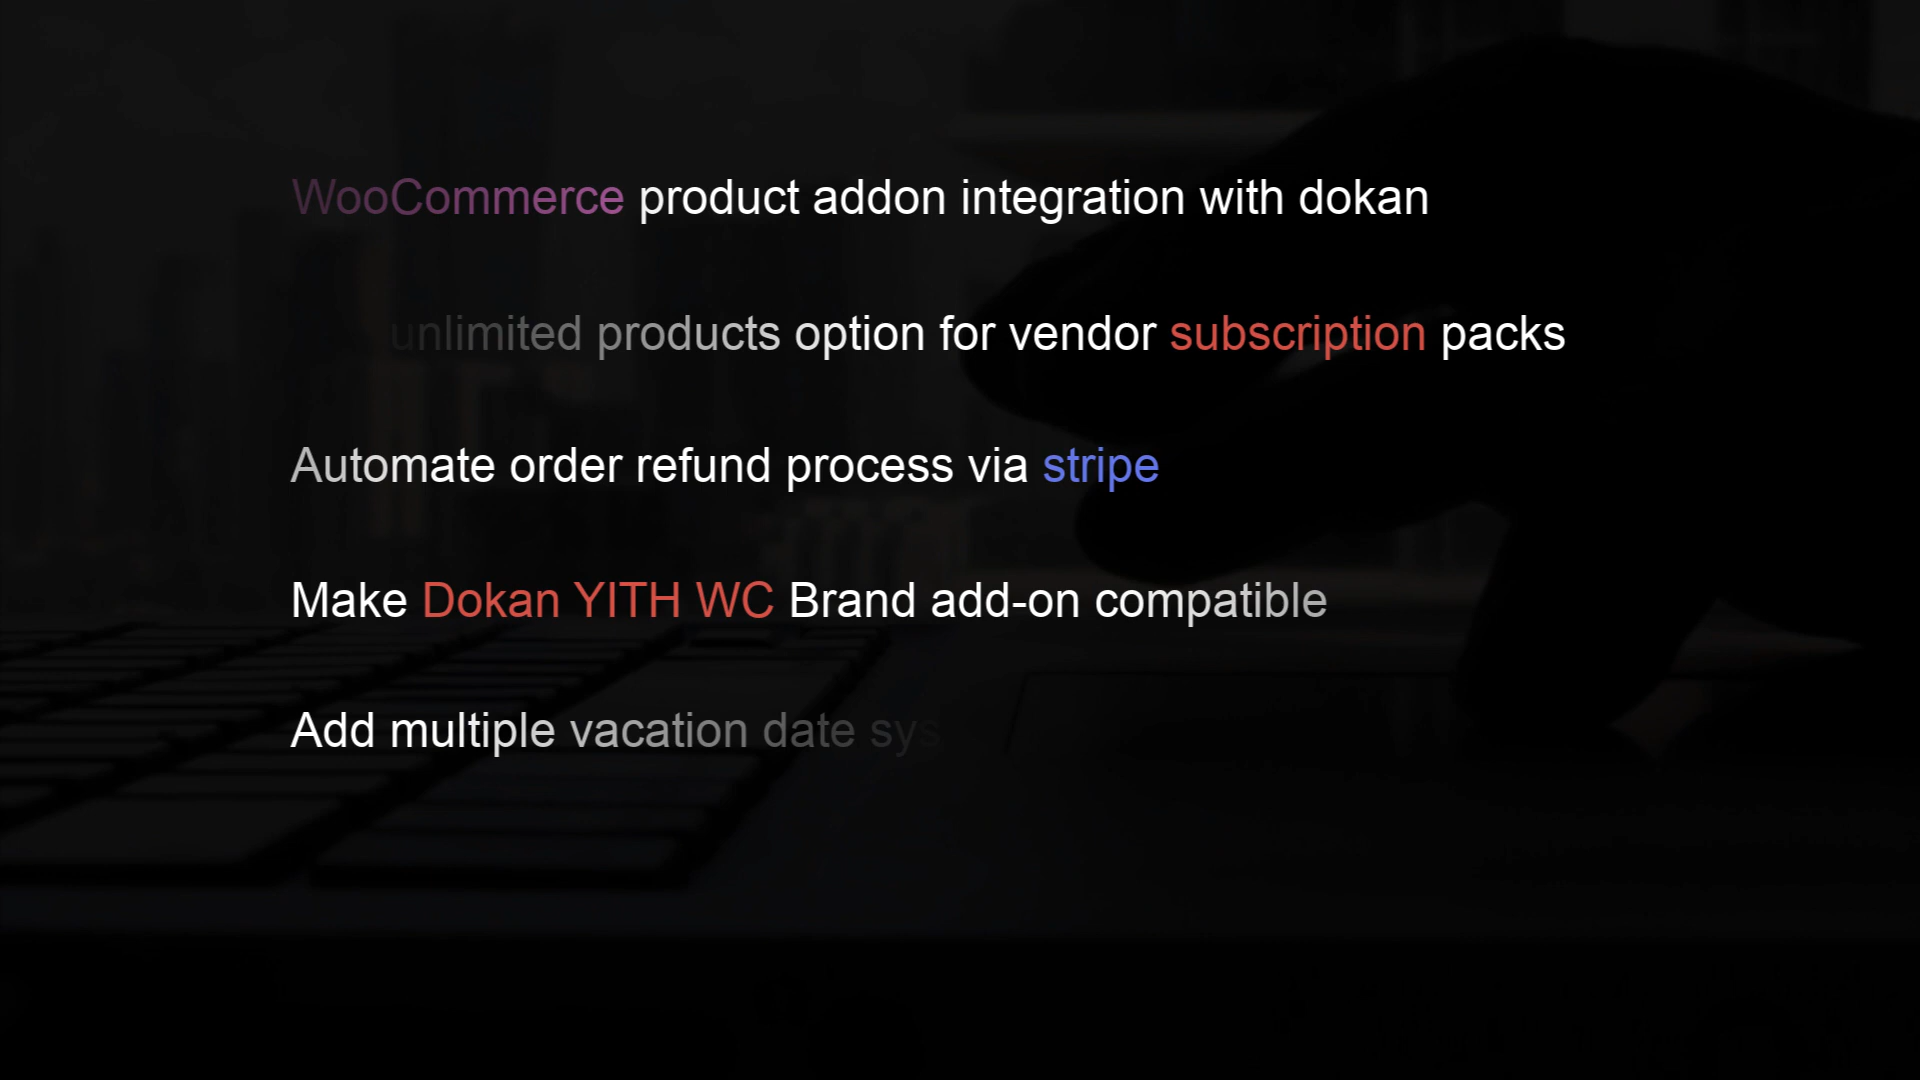 WooCommerce product addon integration with dokan
unlimited products option for vendor subscription packs
Automate order refund process via stripe
Make Dokan YITH WC Brand add-on compatible
Add multiple vacation date sys